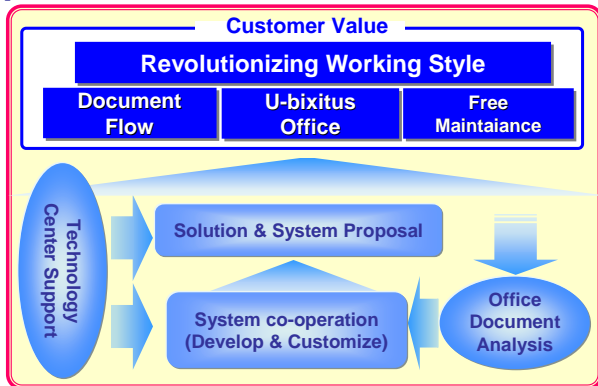 Customer Value
Revolutionizing Working Style
Document
Flow
U-bixitus
Office
Free
Maintaiance
Technology
Center Support
Solution & System Proposal
System co-operation
(Develop & Customize)
Office
Document
Analysis